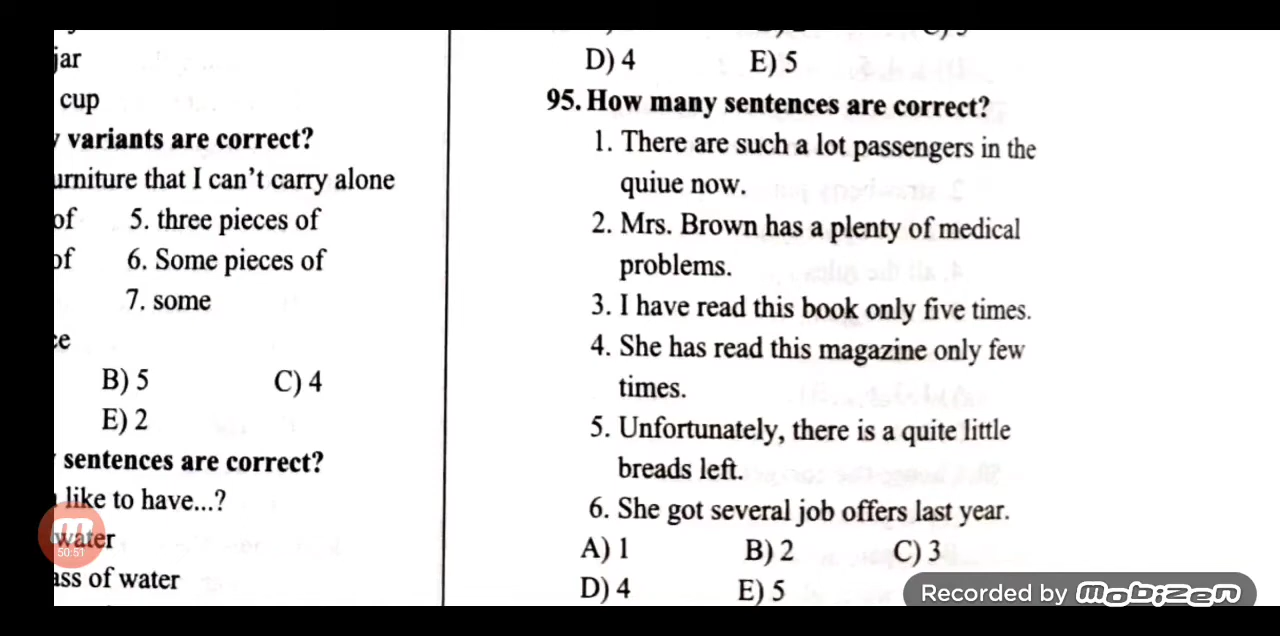 jar
cup
variants are correct?
urniture that I can't carry alone
of 5. three pieces of
of 6. Some pieces of
7. some
B) 5 C) 4
E) 2
sentences are correct?
like to have...?
water
ass of water
D) 4 E) 5
95. How many sentences are correct?
1. There are such a lot passengers in the
quiue now.
2. Mrs. Brown has a plenty of medical
problems.
3. I have read this book only five times.
4. She has read this magazine only few
times.
5. Unfortunately, there is a quite little
breads left.
6. She got several job offers last year.
A) 1 B) 2 C) 3
D) 4 E) 5
50:51
Recorded by Mobizen